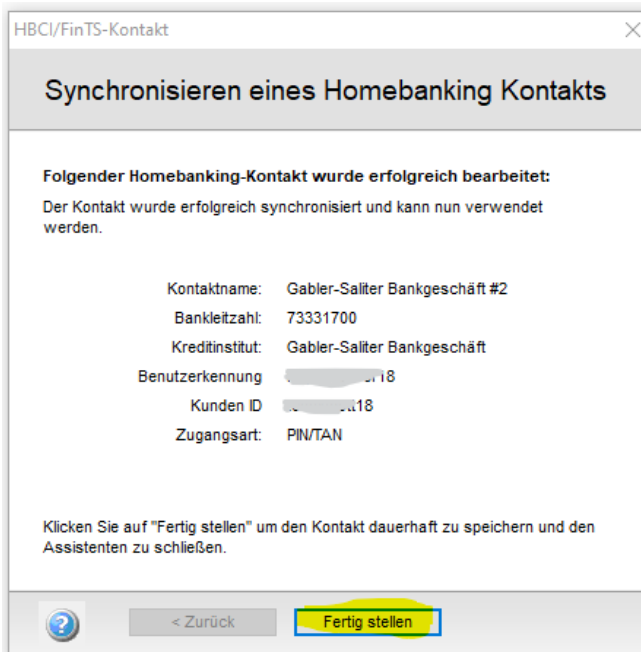 HBCI/FinTS-Kontakt
Synchronisieren eines Homebanking Kontakts
Folgender Homebanking-Kontakt wurde erfolgreich bearbeitet:
Der Kontakt wurde erfolgreich synchronisiert und kann nun verwendet
werden.
Kontaktname: Gabler-Saliter Bankgeschäft #2
Bankleitzahl: 73331700
Kreditinstitut: Gabler-Saliter Bankgeschäft
Benutzerkennung 18
Kunden ID 18
Zugangsart: PIN/TAN
Klicken Sie auf "Fertig stellen" um den Kontakt dauerhaft zu speichern und den
Assistenten zu schließen.
< Zurück Fertig stellen